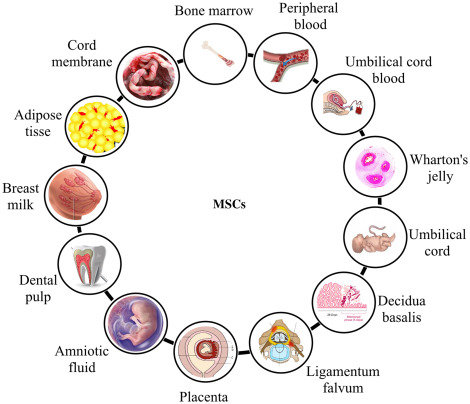 Bone marrow
Peripheral
blood
Umbilical cord
blood
Wharton's
jelly
Umbilical
cord
Decidua
basalis
Ligamentum
falvum
Placenta
Amniotic
fluid
Dental
pulp
Breast
milk
Adipose
tisse
Cord
membrane
MSCs